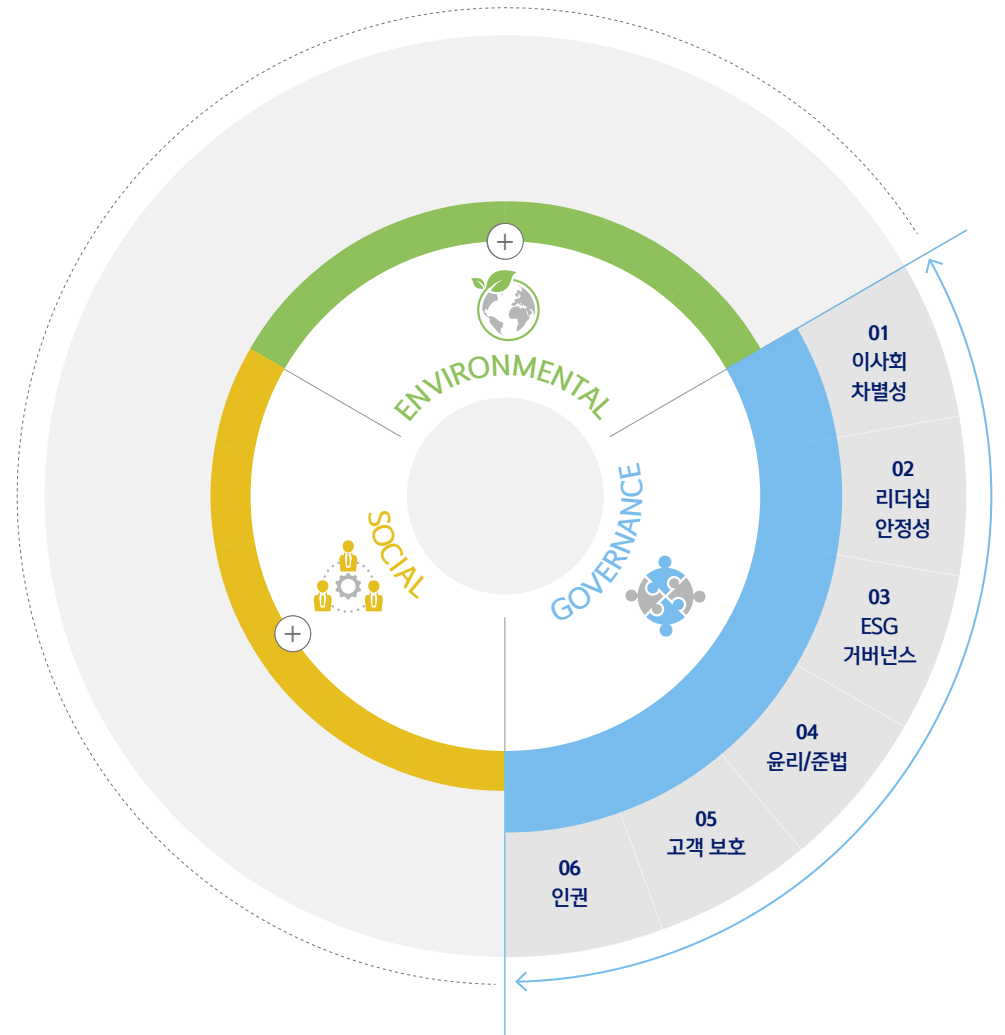 ENVIRONMENTAL
SOCIAL
GOVERNANCE
01
이사회
차별성
02
리더십
안정성
03
ESG
거버넌스
04
윤리/준법
05
고객 보호
06
인권